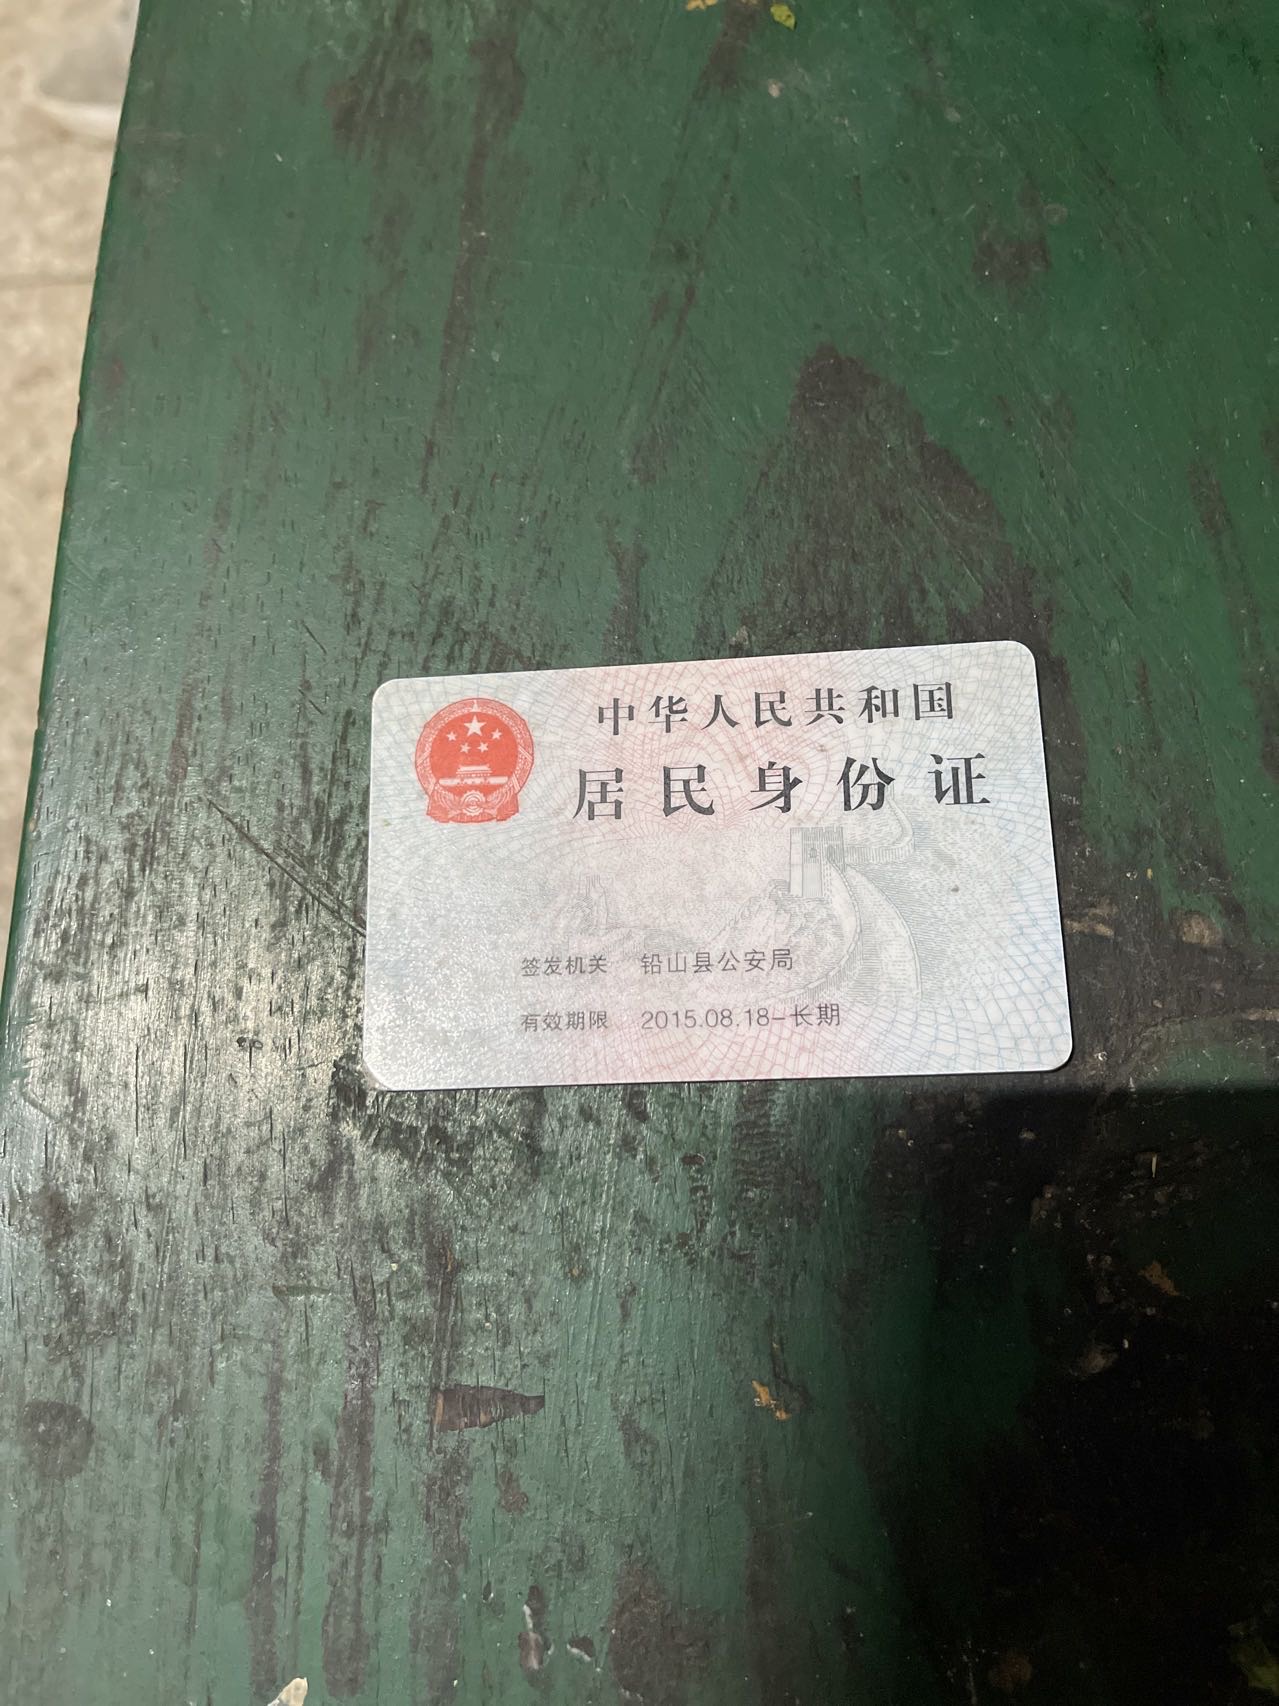 中华人民共和国
居民身份证
签发机关 铅山县公安局
有效期限 2015.08.18-长期